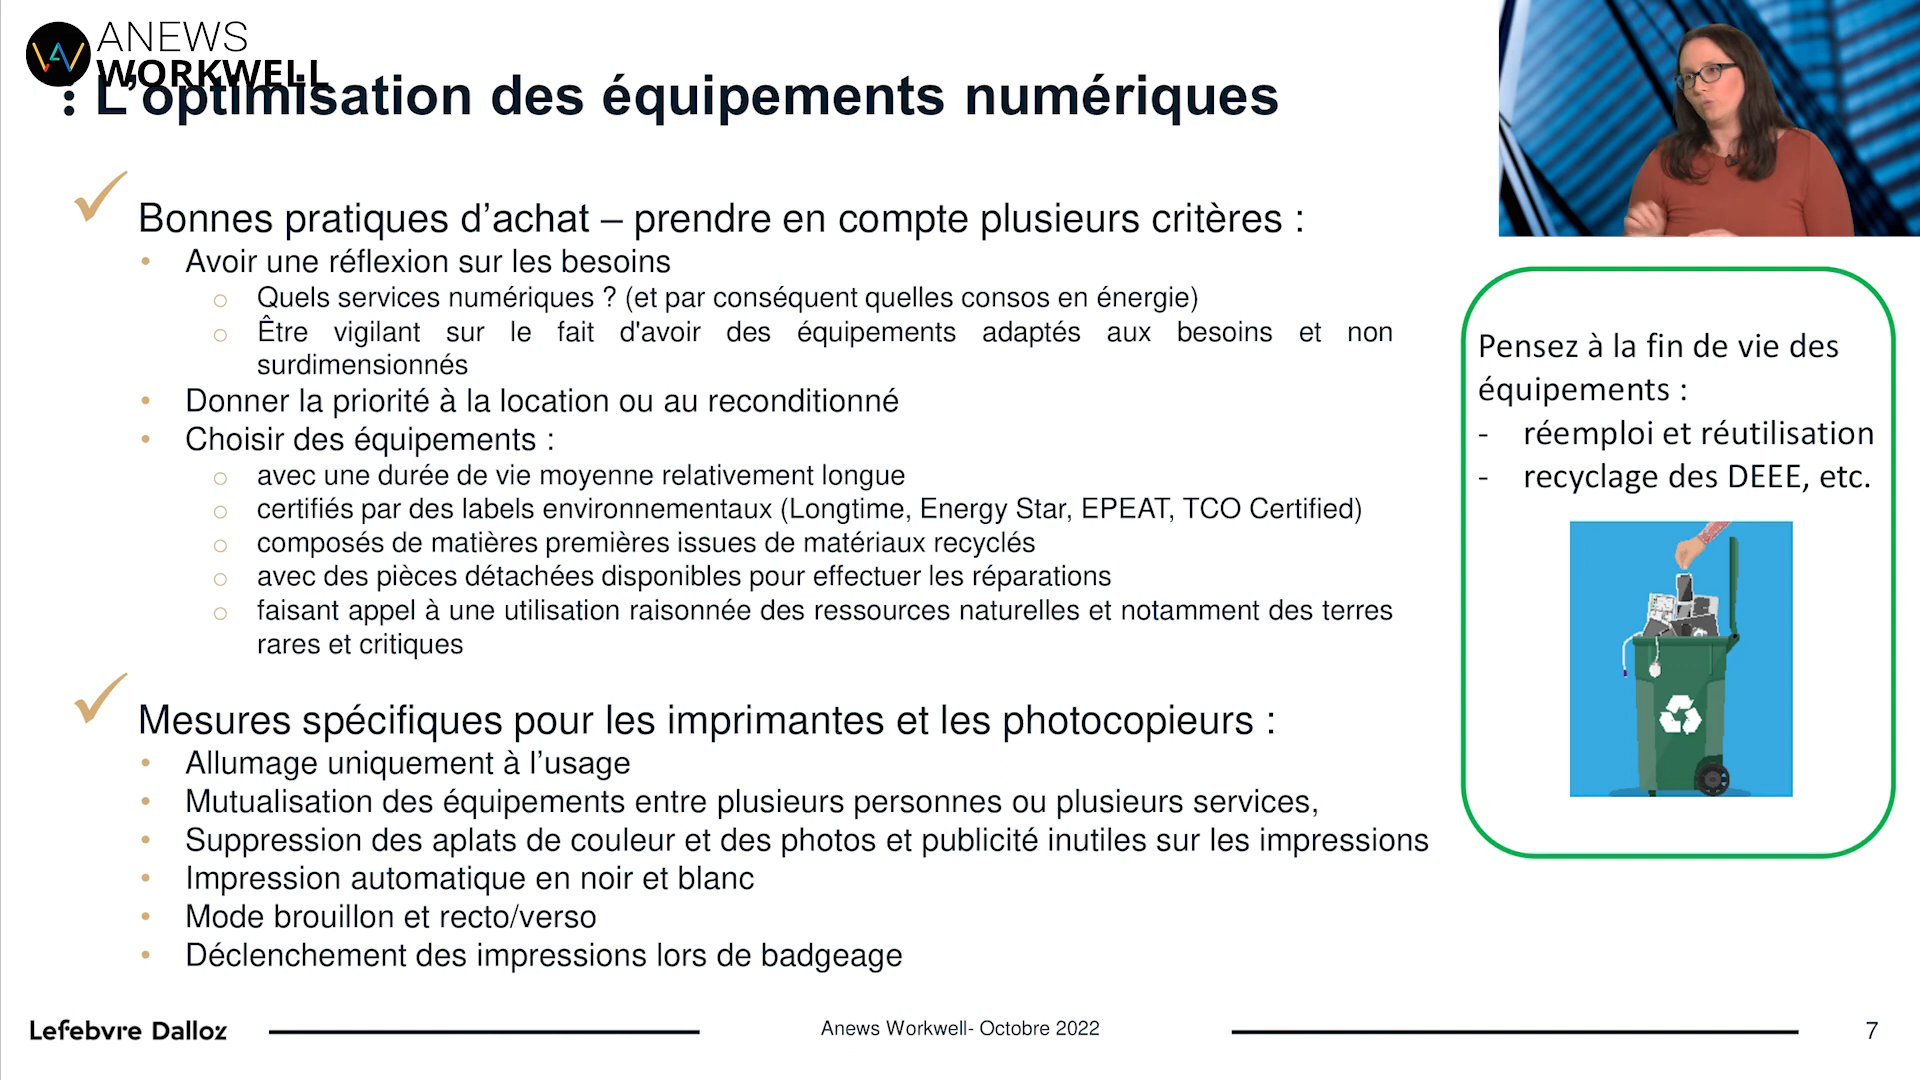 ANEWS
WORKWELL
: L’optimisation des équipements numériques
Bonnes pratiques d’achat – prendre en compte plusieurs critères :
Avoir une réflexion sur les besoins
Quels services numériques ? (et par conséquent quelles consos en énergie)
Être vigilant sur le fait d'avoir des équipements adaptés aux besoins et non
surdimensionnés
Donner la priorité à la location ou au reconditionné
Choisir des équipements :
avec une durée de vie moyenne relativement longue
certifiés par des labels environnementaux (Longtime, Energy Star, EPEAT, TCO Certified)
composés de matières premières issues de matériaux recyclés
avec des pièces détachées disponibles pour effectuer les réparations
faisant appel à une utilisation raisonnée des ressources naturelles et notamment des terres
rares et critiques
Mesures spécifiques pour les imprimantes et les photocopieurs :
Allumage uniquement à l’usage
Mutualisation des équipements entre plusieurs personnes ou plusieurs services,
Suppression des aplats de couleur et des photos et publicité inutiles sur les impressions
Impression automatique en noir et blanc
Mode brouillon et recto/verso
Déclenchement des impressions lors de badgeage
Pensez à la fin de vie des
équipements :
- réemploi et réutilisation
- recyclage des DEEE, etc.
Lefebvre Dalloz
Anews Workwell- Octobre 2022
7